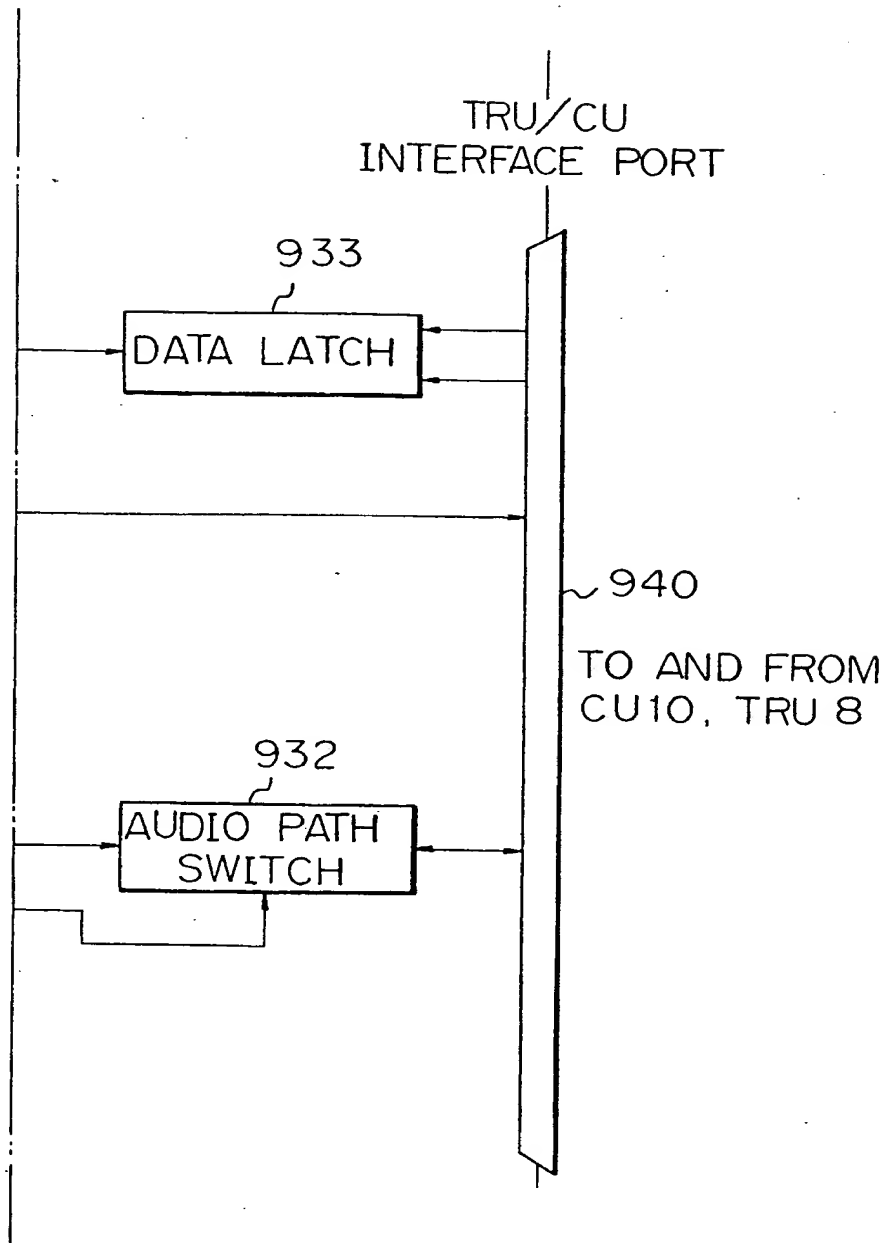 TRU/CU
INTERFACE PORT
933
DATA LATCH
940
TO AND FROM
CU10, TRU 8
932
AUDIO PATH
SWITCH